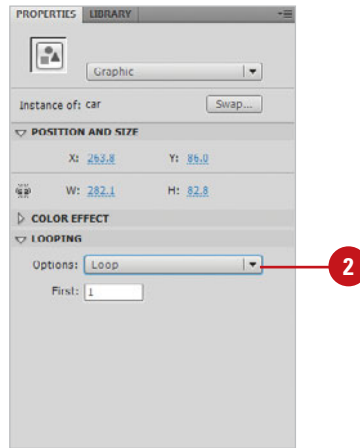 PROPERTIES LIBRARY
Graphic
Instance of: car Swap...
POSITION AND SIZE
X: 263.8 Y: 86.0
W: 282.1 H: 82.8
COLOR EFFECT
LOOPING
Options: Loop
2
First: 1